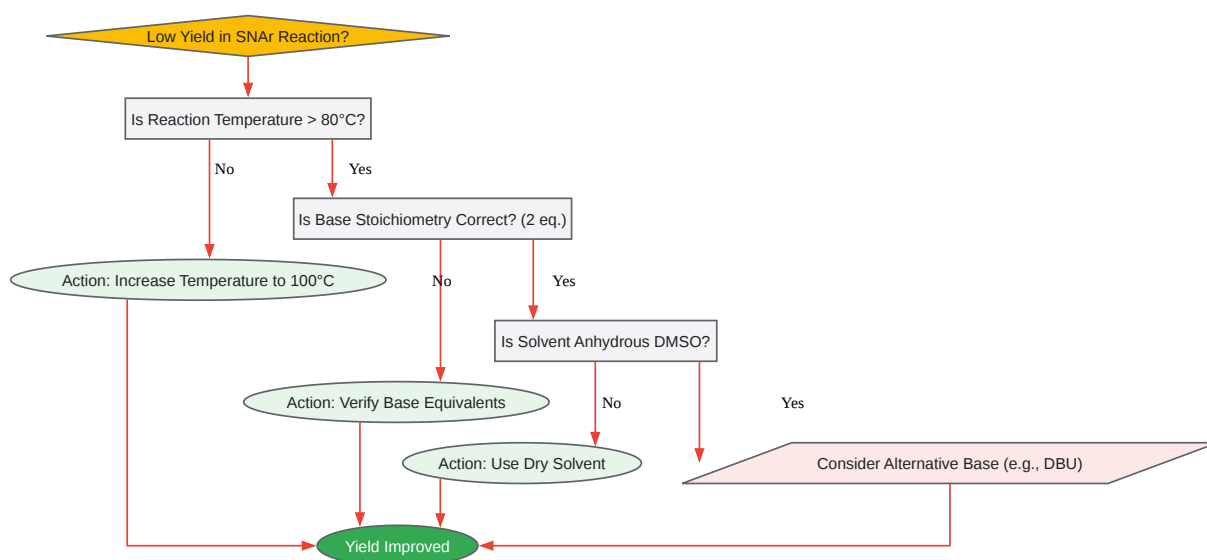 Low Yield in SNAr Reaction?
Is Reaction Temperature > 80°C?
No
Yes
Is Base Stoichiometry Correct? (2 eq.)
Action: Increase Temperature to 100°C
No
Yes
Is Solvent Anhydrous DMSO?
Action: Verify Base Equivalents
No
Yes
Action: Use Dry Solvent
Consider Alternative Base (e.g., DBU)
Yield Improved